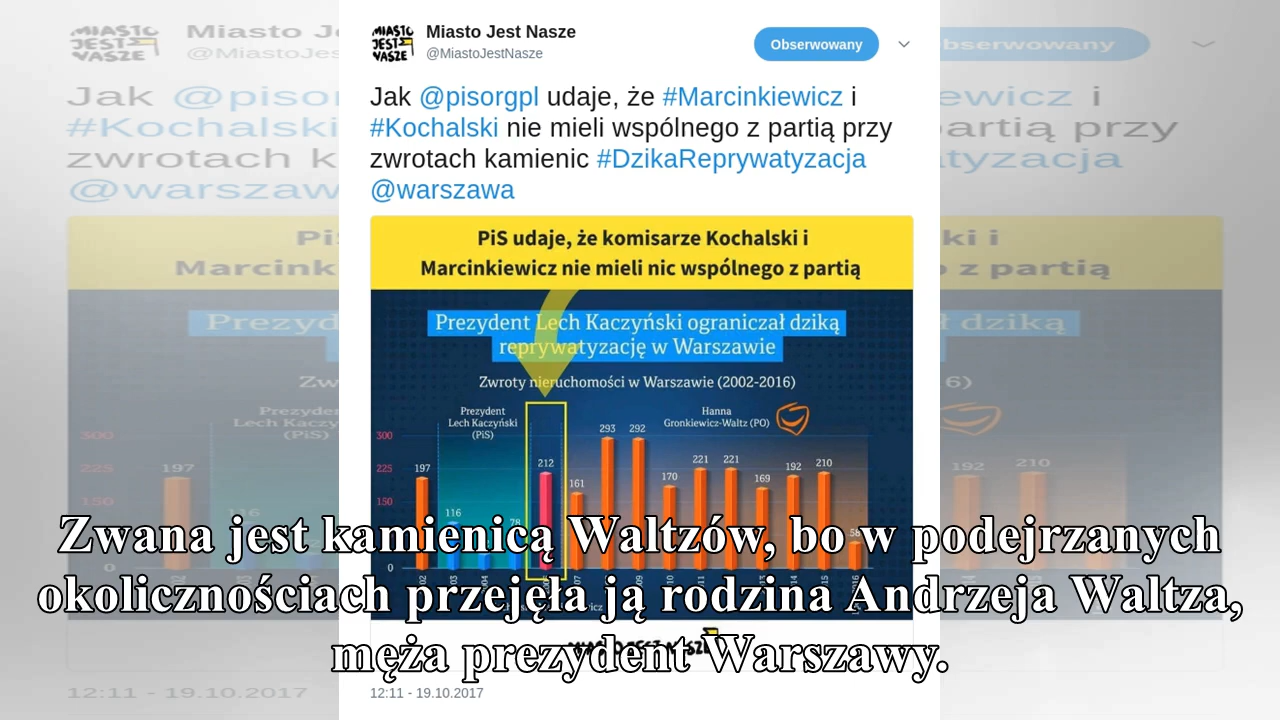 MIASTO
JEST
NASZE
Miasto Jest Nasze
@MiastoJestNasze
Obserwowany
Jak @pisorgpl udaje, że #Marcinkiewicz i
#Kochalski nie mieli wspólnego z partią przy
zwrotach kamienic #DzikaReprywatyzacja
@warszawa
PiS udaje, że komisarze Kochalski i
Marcinkiewicz nie mieli nic wspólnego z partią
Prezydent Lech Kaczyński ograniczał dziką
reprywatyzację w Warszawie
Zwroty nieruchomości w Warszawie (2002-2016)
Prezydent
Lech Kaczyński
(PiS)
Hanna
Gronkiewicz-Waltz (PO)
300
225
150
0
197
116
78
212
161
293
292
170
221
221
169
192
210
58
Zwana jest kamienicą Waltzów, bo w podejrzanych
okolicznościach przejęła ją rodzina Andrzeja Waltza,
męża prezydent Warszawy.
12:11 - 19.10.2017